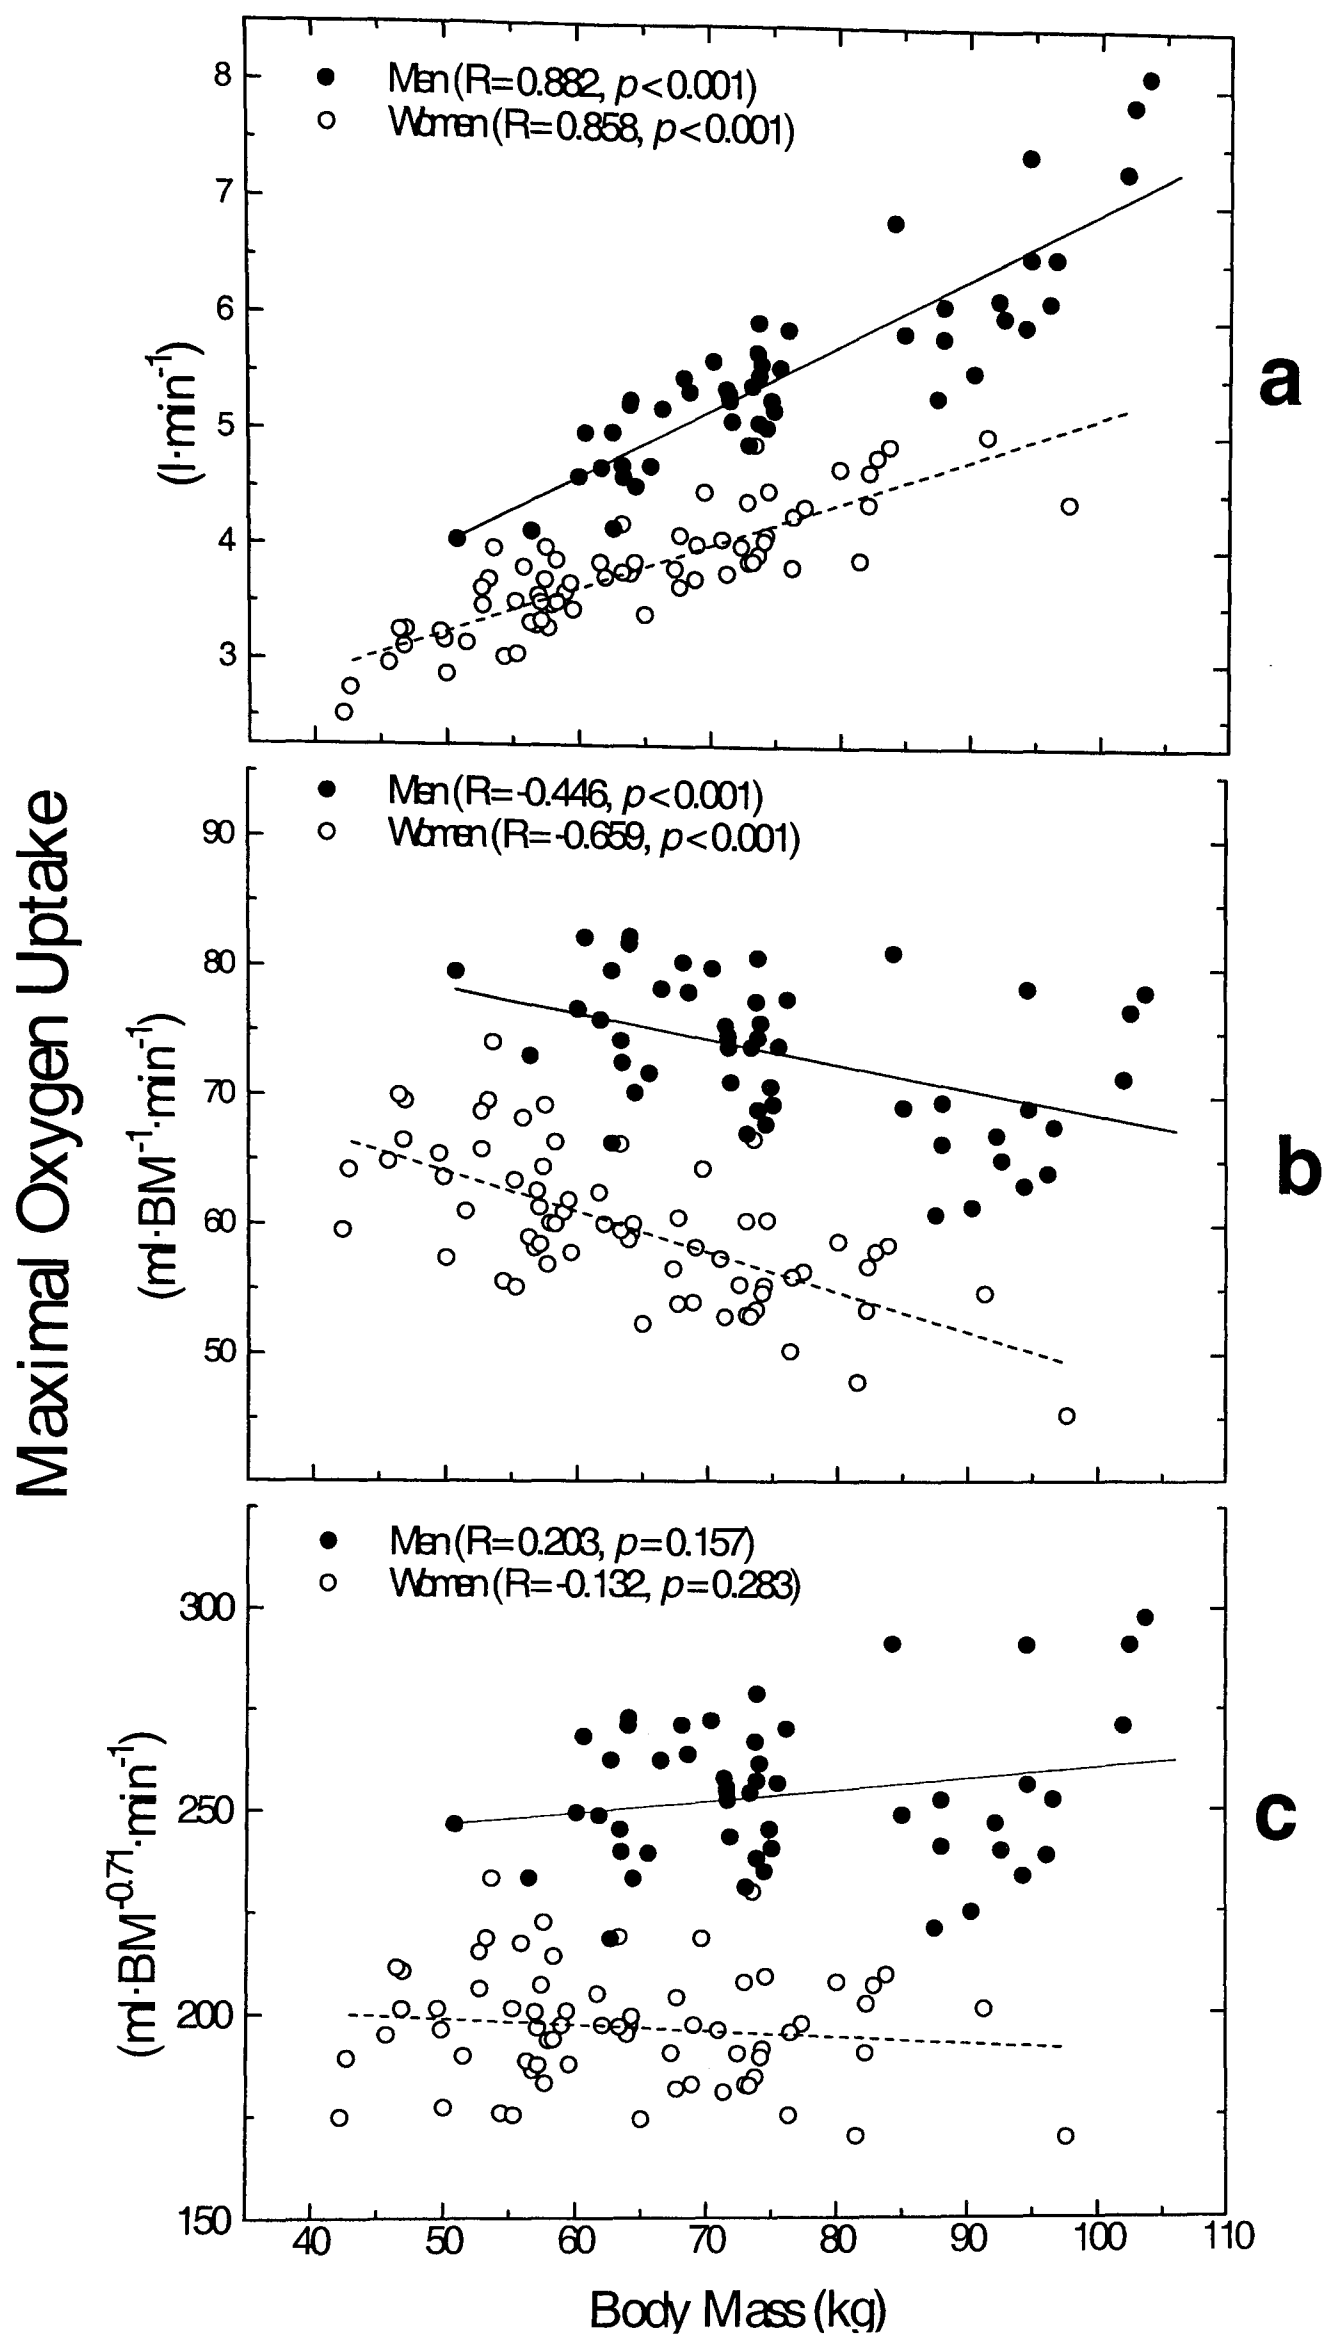 Maximal Oxygen Uptake
8
Men (R=0.882, p<0.001)
Women (R=0.858, p<0.001)
7
6
5
4
3
(l·min-1)
a
Men (R=-0.446, p<0.001)
Women (R=-0.659, p<0.001)
90
80
70
60
50
(ml·BM-1·min-1)
b
Men (R=0.203, p=0.157)
Women (R=-0.132, p=0.283)
300
250
200
150
(ml·BM-0.71·min-1)
c
40 50 60 70 80 90 100 110
Body Mass (kg)